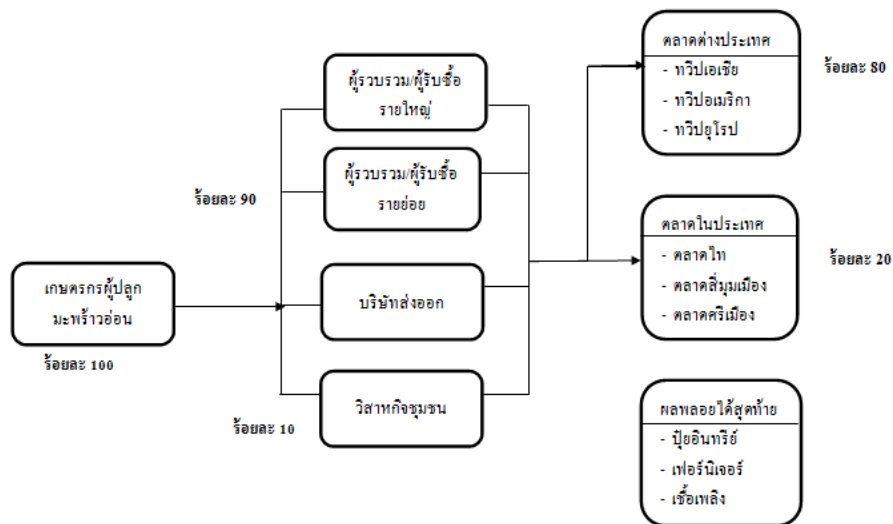 เกษตรกรผู้ปลูก
มะพร้าวอ่อน
ร้อยละ 100
ร้อยละ 90
ร้อยละ 10
ผู้รวบรวม/ผู้รับซื้อ
รายใหญ่
ผู้รวบรวม/ผู้รับซื้อ
รายย่อย
บริษัทส่งออก
วิสาหกิจชุมชน
ตลาดต่างประเทศ
- ทวีปเอเชีย
- ทวีปอเมริกา
- ทวีปยุโรป
ร้อยละ 80
ตลาดในประเทศ
- ตลาดไท
- ตลาดสี่มุมเมือง
- ตลาดศรีเมือง
ร้อยละ 20
ผลพลอยได้สุดท้าย
- ปุ๋ยอินทรีย์
- เฟอร์นิเจอร์
- เชื้อเพลิง